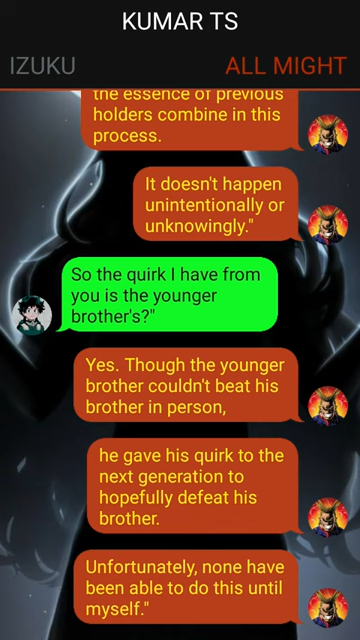 KUMAR TS
IZUKU
ALL MIGHT
the essence of previous
holders combine in this
process.
It doesn't happen
unintentionally or
unknowingly."
So the quirk I have from
you is the younger
brother's?"
Yes. Though the younger
brother couldn't beat his
brother in person,
he gave his quirk to the
next generation to
hopefully defeat his
brother.
Unfortunately, none have
been able to do this until
myself."